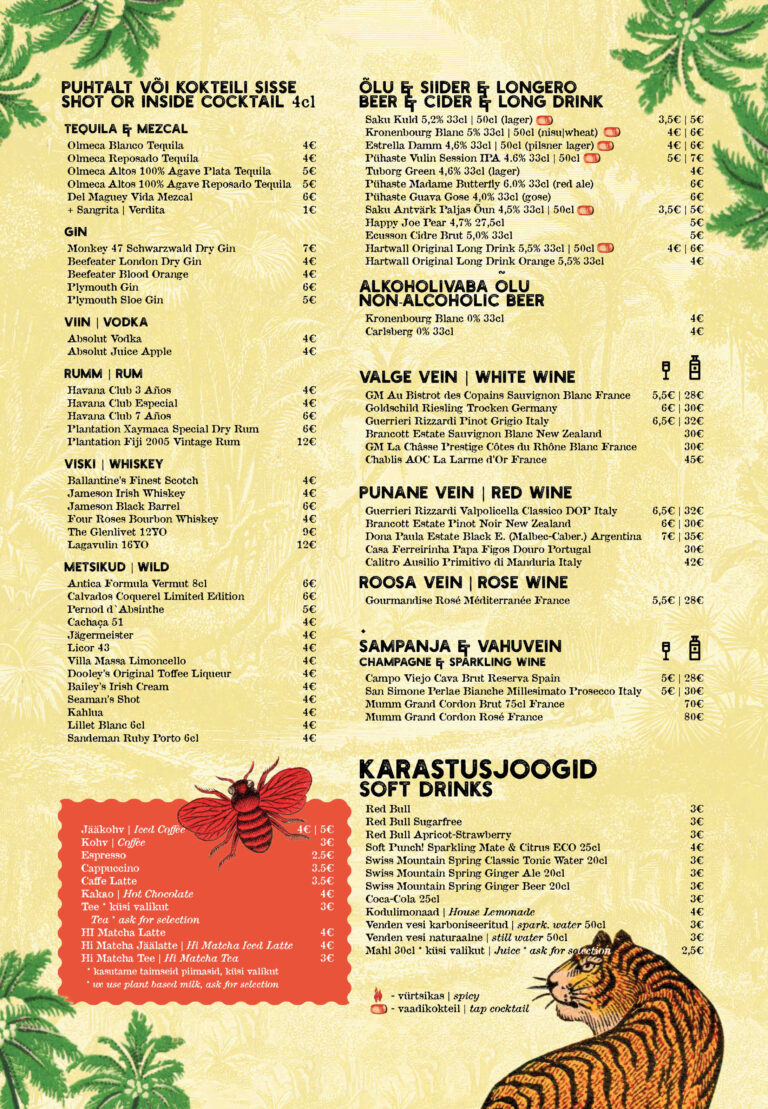 PUHTALT VÕI KOKTEILI SISSE
SHOT OR INSIDE COCKTAIL 4cl
TEQUILA & MEZCAL
Olmeca Blanco Tequila 4€
Olmeca Reposado Tequila 4€
Olmeca Altos 100% Agave Plata Tequila 5€
Olmeca Altos 100% Agave Reposado Tequila 5€
Del Maguey Vida Mezcal 6€
+ Sangrita | Verdita 1€
GIN
Monkey 47 Schwarzwald Dry Gin 7€
Beefeater London Dry Gin 4€
Beefeater Blood Orange 4€
Plymouth Gin 6€
Plymouth Sloe Gin 5€
VIIN | VODKA
Absolut Vodka 4€
Absolut Juice Apple 4€
RUMM | RUM
Havana Club 3 Años 4€
Havana Club Especial 4€
Havana Club 7 Años 6€
Plantation Xaymaca Special Dry Rum 6€
Plantation Fiji 2005 Vintage Rum 12€
VISKI | WHISKEY
Ballantine's Finest Scotch 4€
Jameson Irish Whiskey 4€
Jameson Black Barrel 6€
Four Roses Bourbon Whiskey 4€
The Glenlivet 12YO 9€
Lagavulin 16YO 12€
METSIKUD | WILD
Antica Formula Vermut 8cl 6€
Calvados Coquerel Limited Edition 6€
Pernod d`Absinthe 5€
Cachaça 51 4€
Jägermeister 4€
Licor 43 4€
Villa Massa Limoncello 4€
Dooley's Original Toffee Liqueur 4€
Bailey's Irish Cream 4€
Seaman's Shot 4€
Kahlua 4€
Lillet Blanc 6cl 4€
Sandeman Ruby Porto 6cl 4€
Jääkohv | Iced Coffee 4€ | 5€
Kohv | Coffee 3€
Espresso 2.5€
Cappuccino 3.5€
Caffe Latte 3.5€
Kakao | Hot Chocolate 4€
Tee * küsi valikut 3€
Tea * ask for selection
HI Matcha Latte 4€
Hi Matcha Jäälatte | Hi Matcha Iced Latte 4€
Hi Matcha Tee | Hi Matcha Tea 3€
* kasutame taimseid piimasid, küsi valikut
* we use plant based milk, ask for selection
ÕLU & SIIDER & LONGERO
BEER & CIDER & LONG DRINK
Saku Kuld 5,2% 33cl | 50cl (lager) 3,5€ | 5€
Kronenbourg Blanc 5% 33cl | 50cl (nisu|wheat) 4€ | 6€
Estrella Damm 4,6% 33cl | 50cl (pilsner lager) 4€ | 6€
Pühaste Vulin Session IPA 4.6% 33cl | 50cl 5€ | 7€
Tuborg Green 4,6% 33cl (lager) 4€
Pühaste Madame Butterfly 6.0% 33cl (red ale) 6€
Pühaste Guava Gose 4,0% 33cl (gose) 6€
Saku Antvärk Paljas Õun 4,5% 33cl | 50cl 3,5€ | 5€
Happy Joe Pear 4,7% 27,5cl 5€
Ecusson Cidre Brut 5,0% 33cl 5€
Hartwall Original Long Drink 5,5% 33cl | 50cl 4€ | 6€
Hartwall Original Long Drink Orange 5,5% 33cl 4€
ALKOHOLIVABA ÕLU
NON-ALCOHOLIC BEER
Kronenbourg Blanc 0% 33cl 4€
Carlsberg 0% 33cl 4€
VALGE VEIN | WHITE WINE
GM Au Bistrot des Copains Sauvignon Blanc France 5,5€ | 28€
Goldschild Riesling Trocken Germany 6€ | 30€
Guerrieri Rizzardi Pinot Grigio Italy 6,5€ | 32€
Brancott Estate Sauvignon Blanc New Zealand 30€
GM La Châsse Prestige Côtes du Rhône Blanc France 30€
Chablis AOC La Larme d'Or France 45€
PUNANE VEIN | RED WINE
Guerrieri Rizzardi Valpolicella Classico DOP Italy 6,5€ | 32€
Brancott Estate Pinot Noir New Zealand 6€ | 30€
Dona Paula Estate Black E. (Malbec-Caber.) Argentina 7€ | 35€
Casa Ferreirinha Papa Figos Douro Portugal 30€
Calitro Ausilio Primitivo di Manduria Italy 42€
ROOSA VEIN | ROSE WINE
Gourmandise Rosé Méditerranée France 5,5€ | 28€
SAMPANJA & VAHUVEIN
CHAMPAGNE & SPARKLING WINE
Campo Viejo Cava Brut Reserva Spain 5€ | 28€
San Simone Perlae Bianche Millesimato Prosecco Italy 5€ | 30€
Mumm Grand Cordon Brut 75cl France 70€
Mumm Grand Cordon Rosé France 80€
KARASTUSJOOGID
SOFT DRINKS
Red Bull 3€
Red Bull Sugarfree 3€
Red Bull Apricot-Strawberry 3€
Soft Punch! Sparkling Mate & Citrus ECO 25cl 4€
Swiss Mountain Spring Classic Tonic Water 20cl 3€
Swiss Mountain Spring Ginger Ale 20cl 3€
Swiss Mountain Spring Ginger Beer 20cl 3€
Coca-Cola 25cl 3€
Kodulimonaad | House Lemonade 4€
Venden vesi karboniseeritud | spark. water 50cl 3€
Venden vesi naturaalne | still water 50cl 3€
Mahl 30cl * küsi valikut | Juice * ask for selection 2,5€
- vürtsikas | spicy
- vaadikokteil | tap cocktail